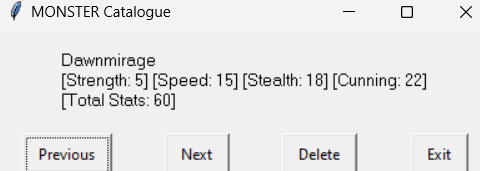 MONSTER Catalogue
Dawnmirage
[Strength: 5] [Speed: 15] [Stealth: 18] [Cunning: 22]
[Total Stats: 60]
Previous Next Delete Exit